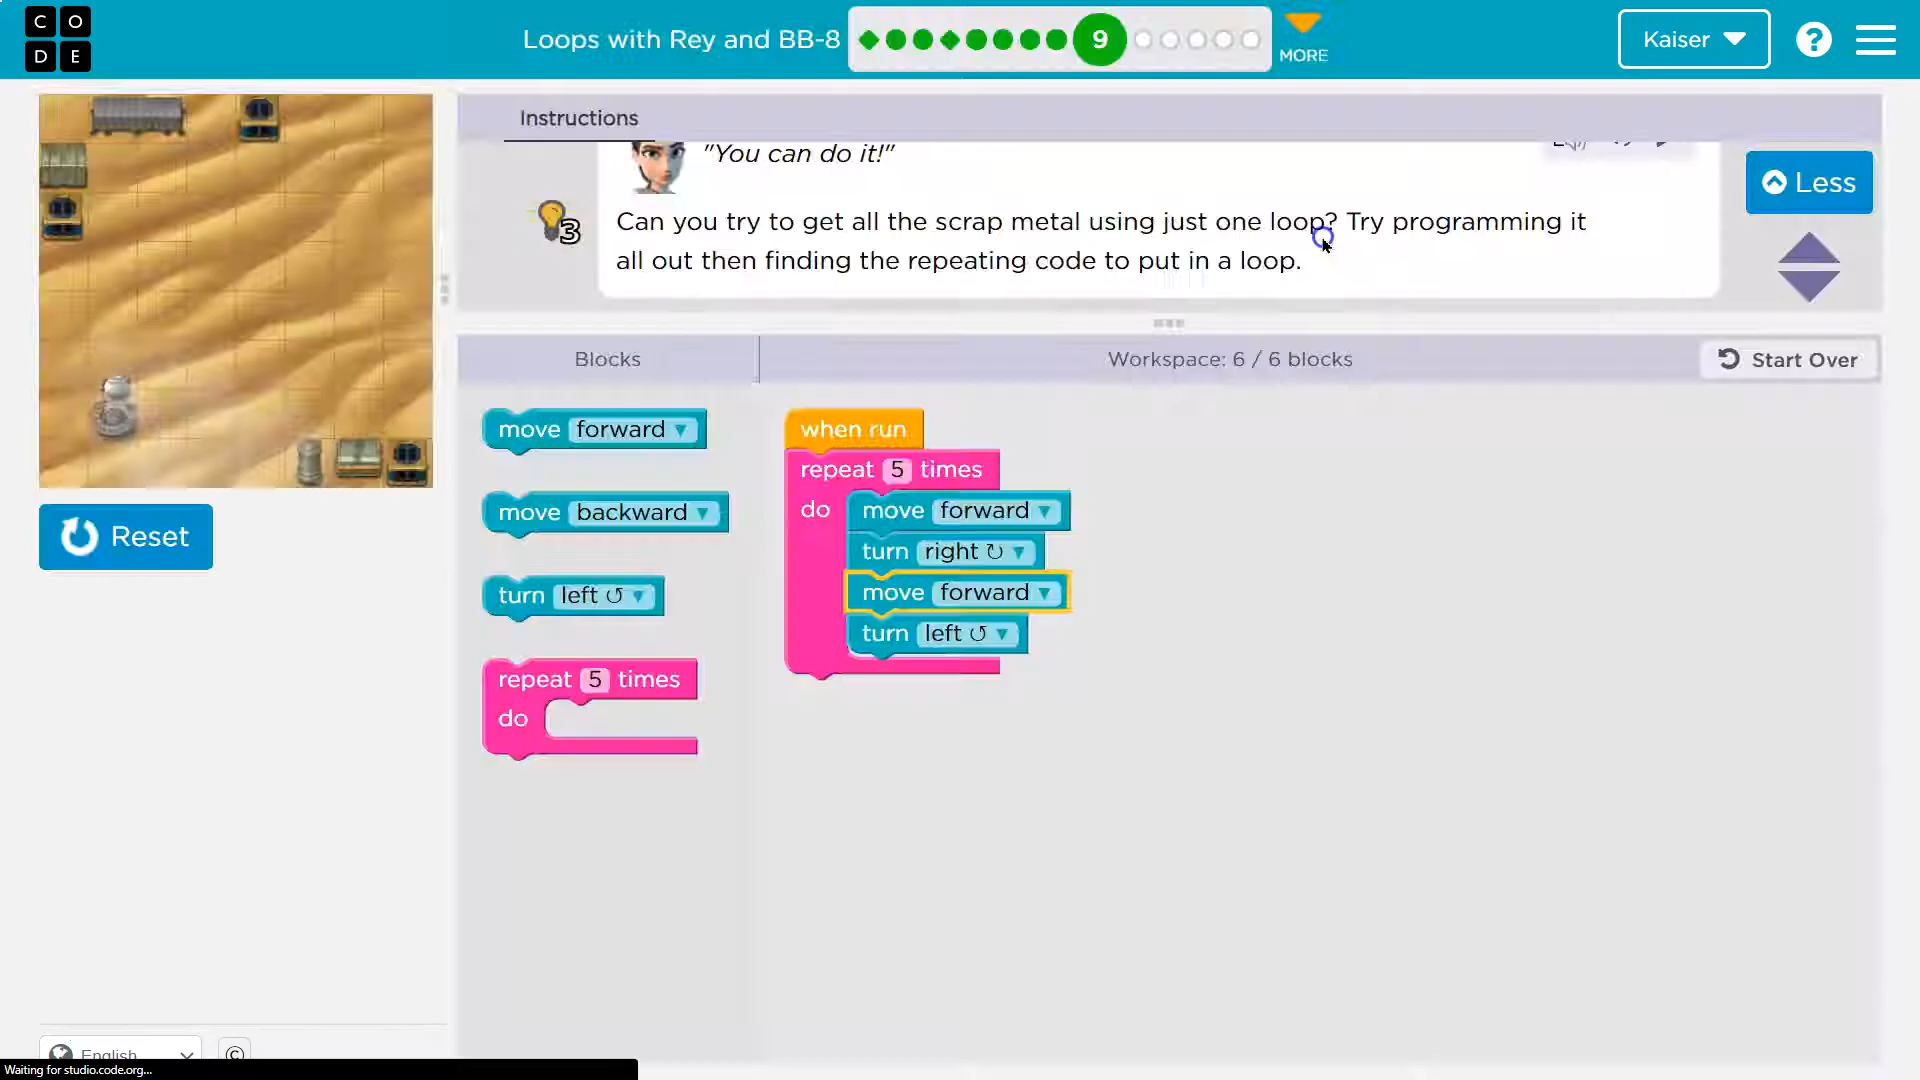 C O
D E
Loops with Rey and BB-8
9
MORE
Kaiser
?
Instructions
"You can do it!"
3
Can you try to get all the scrap metal using just one loop? Try programming it
all out then finding the repeating code to put in a loop.
Less
Blocks
Workspace: 6 / 6 blocks
Start Over
move forward
move backward
turn left ↺
repeat 5 times
do
when run
repeat 5 times
do
move forward
turn right ↻
move forward
turn left ↺
Reset
English
©
Waiting for studio.code.org...